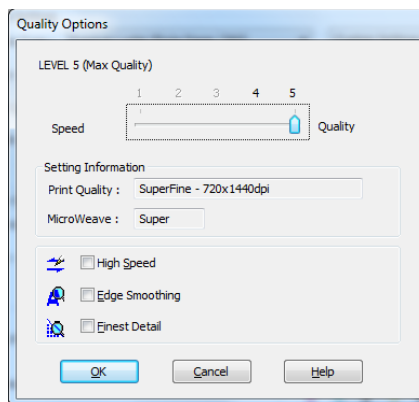 Quality Options
LEVEL 5 (Max Quality)
1 2 3 4 5
Speed Quality
Setting Information
Print Quality : SuperFine - 720x1440dpi
MicroWeave : Super
High Speed
Edge Smoothing
Finest Detail
OK Cancel Help